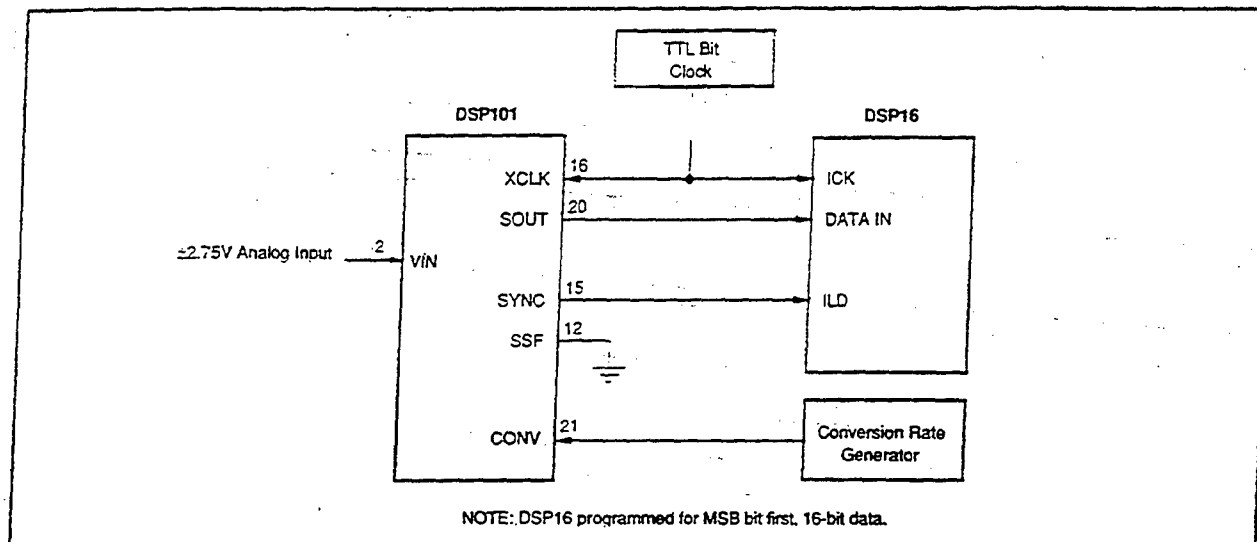 TTL Bit
Clock
DSP101
DSP16
XCLK
16
ICK
SOUT
20
DATA IN
±2.75V Analog Input
2
VIN
SYNC
15
ILD
SSF
12
CONV
21
Conversion Rate
Generator
NOTE: DSP16 programmed for MSB bit first, 16-bit data.